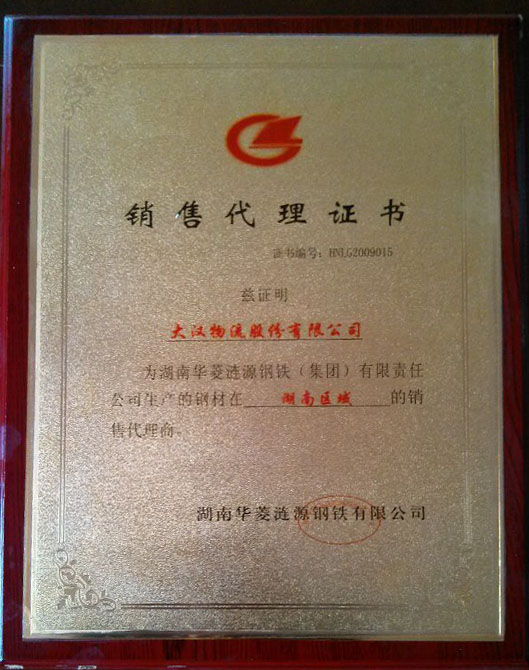 销售代理证书
证书编号：HNLG2009015
兹证明
大汉物流股份有限公司
为湖南华菱涟源钢铁（集团）有限责任
公司生产的钢材在 湖南区域 的销
售代理商。
湖南华菱涟源钢铁有限公司